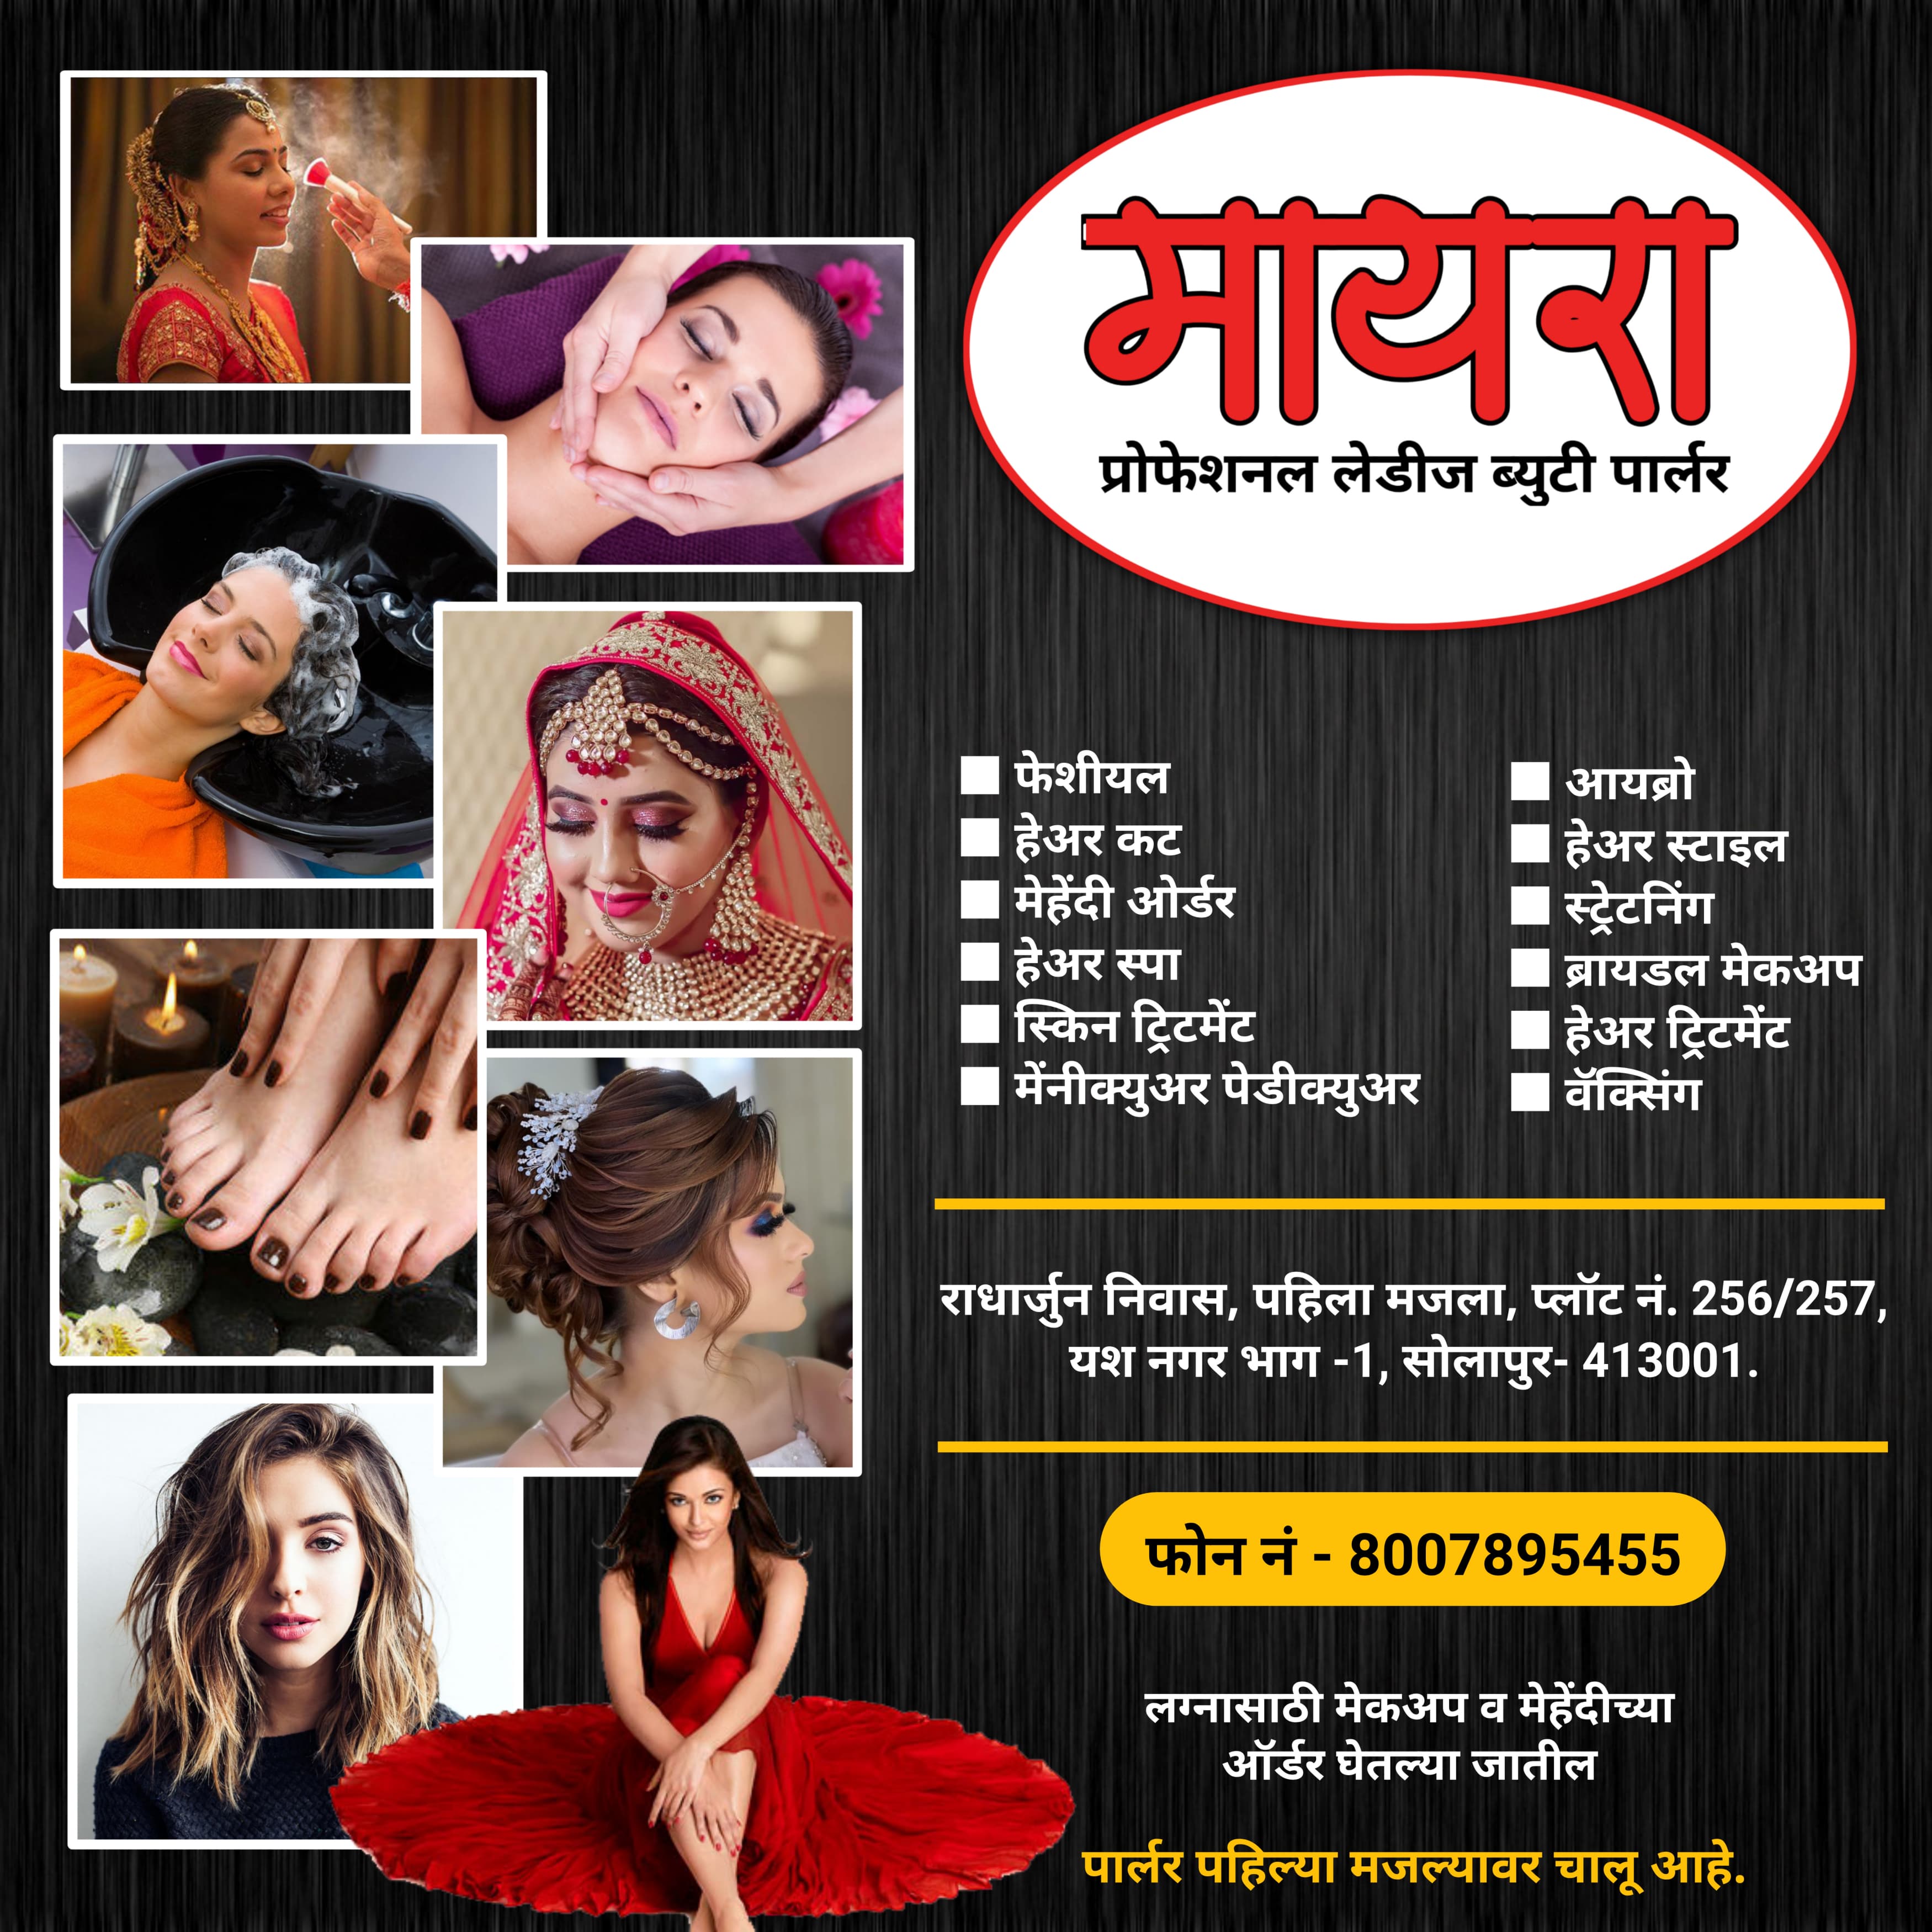 मायरा
प्रोफेशनल लेडीज ब्युटी पार्लर
फेशीयल
हेअर कट
मेहेंदी ओर्डर
हेअर स्पा
स्किन ट्रिटमेंट
मेंनीक्युअर पेडीक्युअर
आयब्रो
हेअर स्टाइल
स्ट्रेटनिंग
ब्रायडल मेकअप
हेअर ट्रिटमेंट
वॅक्सिंग
राधार्जुन निवास, पहिला मजला, प्लॉट नं. 256/257,
यश नगर भाग -1, सोलापुर- 413001.
फोन नं - 8007895455
लग्नासाठी मेकअप व मेहेंदीच्या
ऑर्डर घेतल्या जातील
पार्लर पहिल्या मजल्यावर चालू आहे.